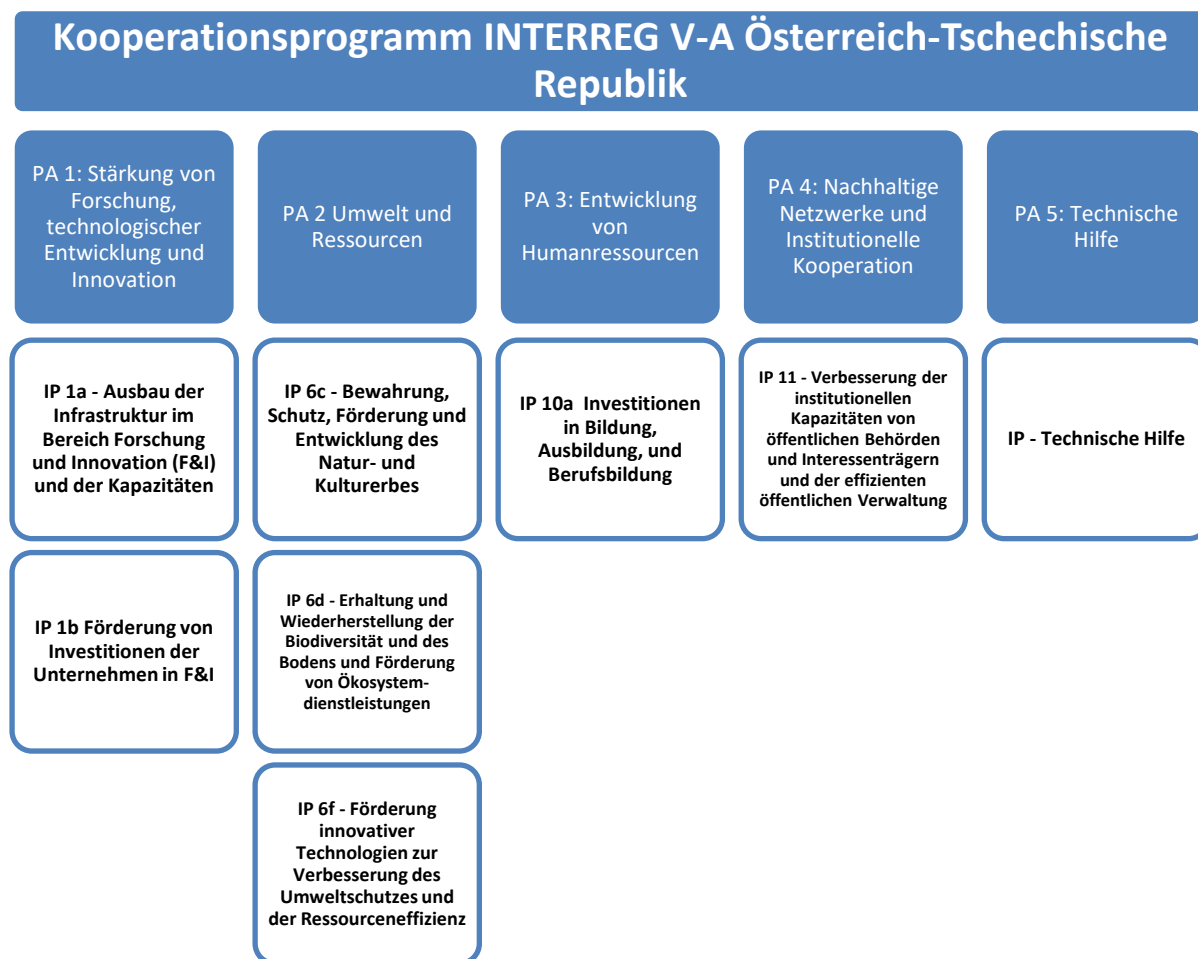 Kooperationsprogramm INTERREG V-A Österreich-Tschechische
Republik
PA 1: Stärkung von
Forschung,
technologischer
Entwicklung und
Innovation
PA 2 Umwelt und
Ressourcen
PA 3: Entwicklung
von
Humanressourcen
PA 4: Nachhaltige
Netzwerke und
Institutionelle
Kooperation
PA 5: Technische
Hilfe
IP 1a - Ausbau der
Infrastruktur im
Bereich Forschung
und Innovation (F&I)
und der Kapazitäten
IP 6c - Bewahrung,
Schutz, Förderung und
Entwicklung des
Natur- und
Kulturerbes
IP 10a Investitionen
in Bildung,
Ausbildung, und
Berufsbildung
IP 11 - Verbesserung der
institutionellen
Kapazitäten von
öffentlichen Behörden
und Interessenträgern
und der effizienten
öffentlichen Verwaltung
IP - Technische Hilfe
IP 1b Förderung von
Investitionen der
Unternehmen in F&I
IP 6d - Erhaltung und
Wiederherstellung der
Biodiversität und des
Bodens und Förderung
von Ökosystem-
dienstleistungen
IP 6f - Förderung
innovativer
Technologien zur
Verbesserung des
Umweltschutzes und
der Ressourceneffizienz